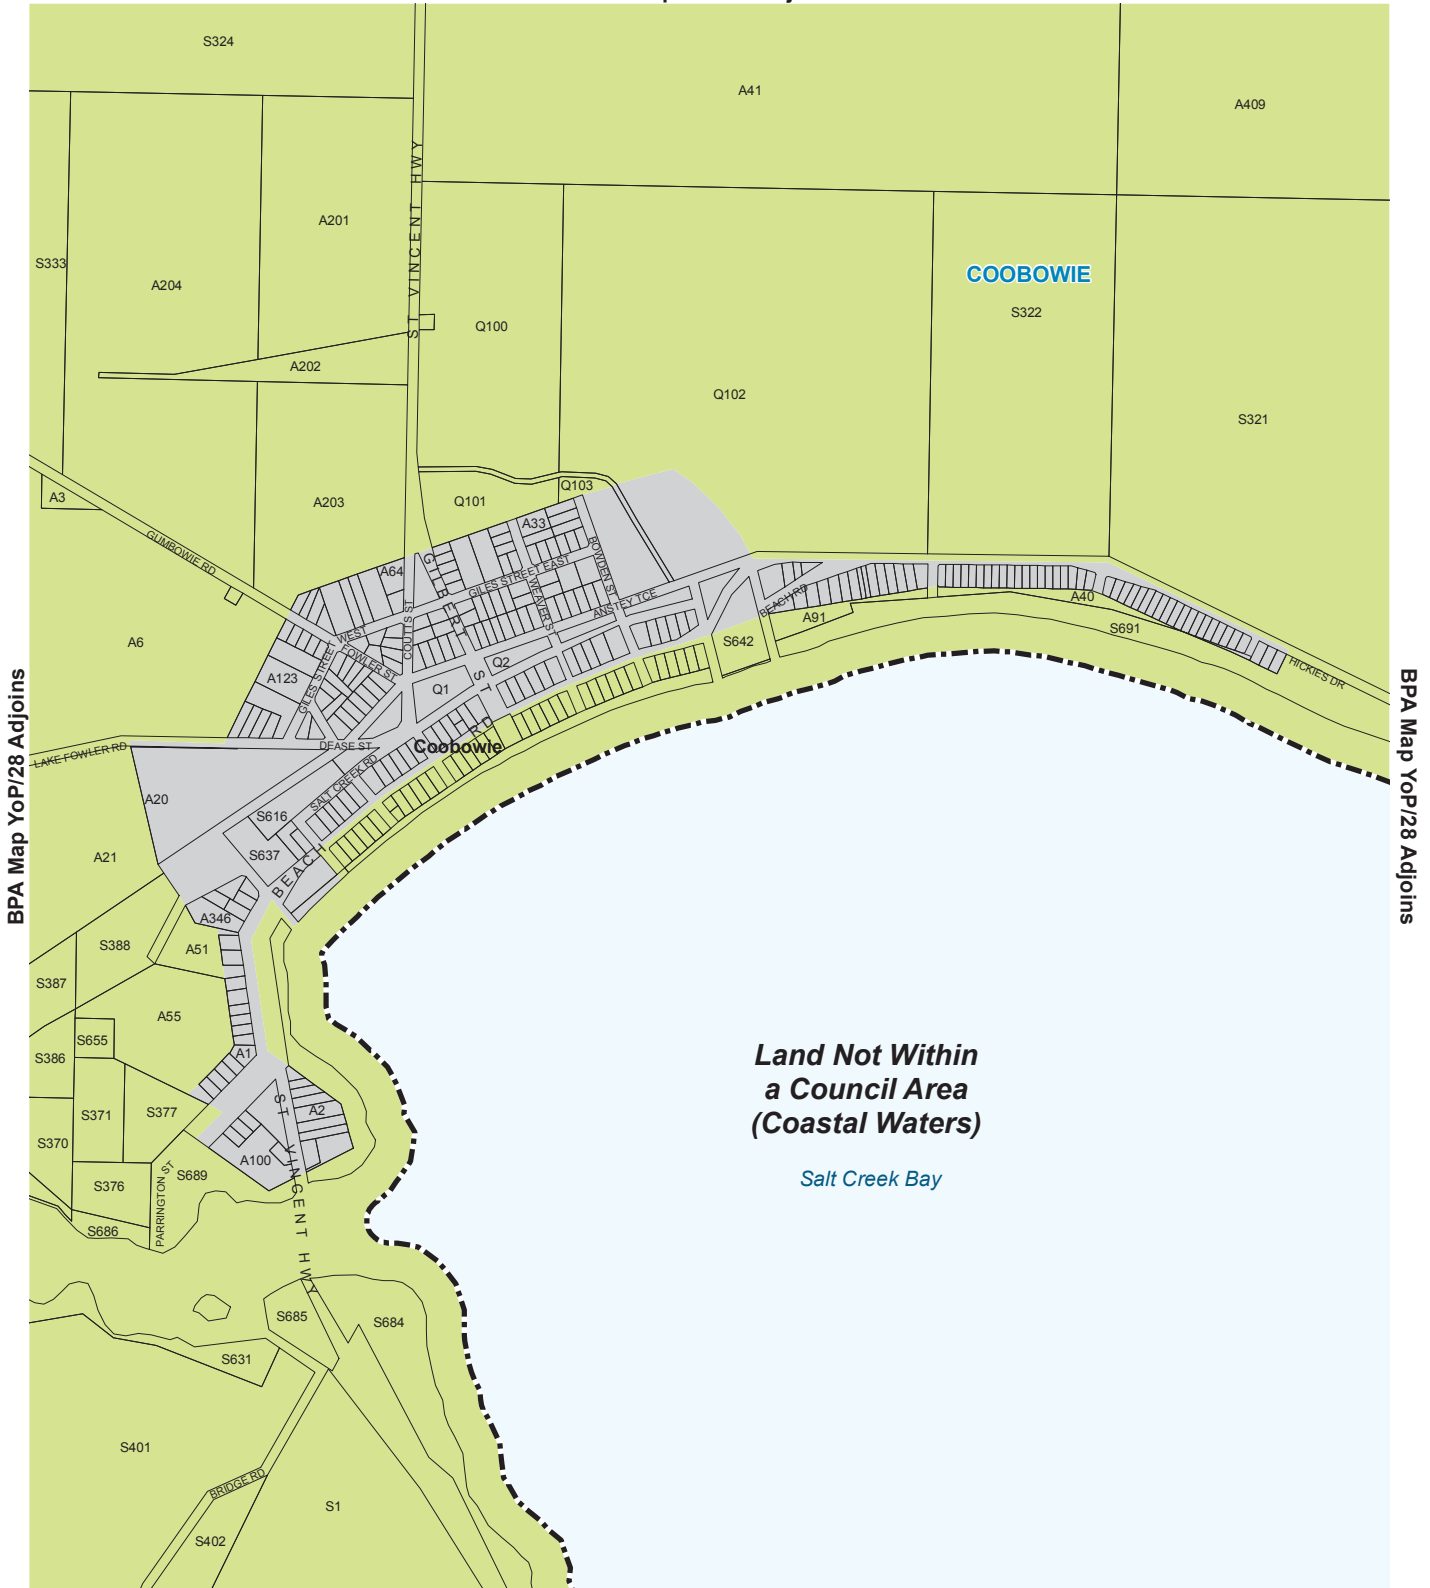 S324
A41
A409
ST VINCENT HWY
A201
S333
A204
COOBOWIE
S322
Q100
A202
Q102
S321
A3
A203
Q101
Q103
A33
GUMBOWIE RD
A64
GILBERT ST
GILES STREET EAST
BOWDEN ST
WEAVER ST
ANSTEY TCE
BEACH RD
A40
A91
S691
S642
COUTTS ST
A6
GILES STREET WEST
FOWLER ST
Q2
Q1
A123
HICKIES DR
BPA Map YoP/28 Adjoins
BPA Map YoP/28 Adjoins
LAKE FOWLER RD
DEASE ST
Coobowie
SALT CREEK RD
BEACH RD
A20
S616
S637
A21
A346
S388
A51
S387
A55
S655
S386
A1
Land Not Within
a Council Area
(Coastal Waters)
Salt Creek Bay
S371
S377
A2
S370
A100
S376
S689
PARRINGTON ST
S686
ST VINCENT HWY
S685
S684
S631
S401
BRIDGE RD
S1
S402